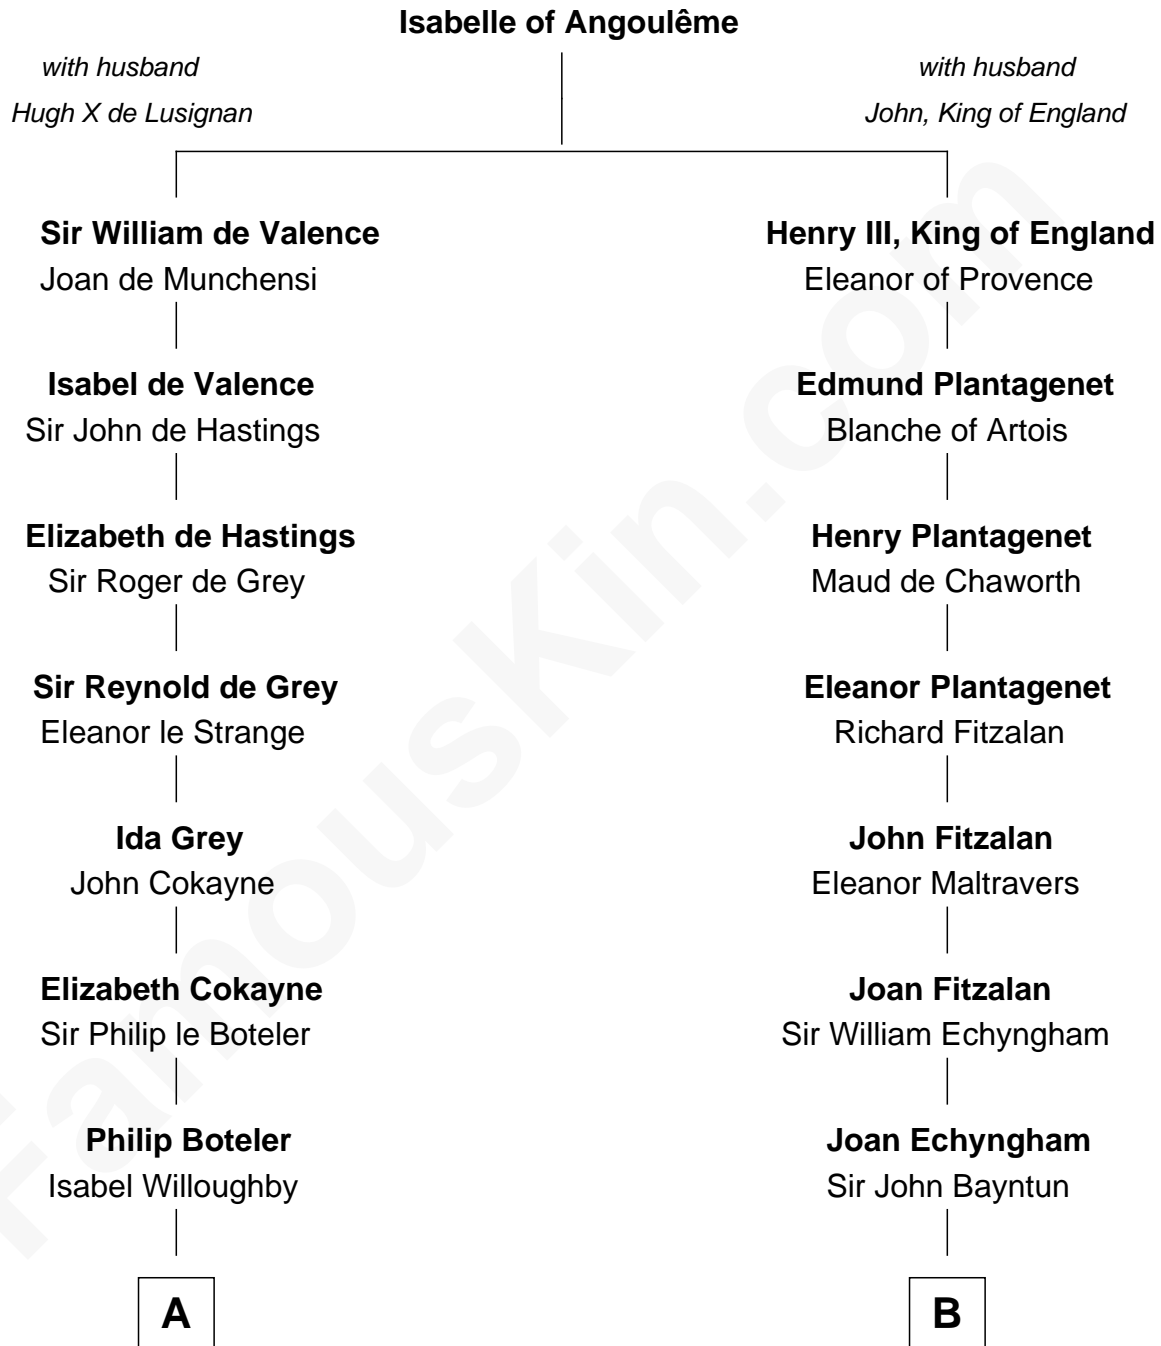 Isabelle of Angoulême
with husband
Hugh X de Lusignan
with husband
John, King of England
Sir William de Valence
Joan de Munchensi
Henry III, King of England
Eleanor of Provence
Isabel de Valence
Sir John de Hastings
Edmund Plantagenet
Blanche of Artois
Elizabeth de Hastings
Sir Roger de Grey
Henry Plantagenet
Maud de Chaworth
Sir Reynold de Grey
Eleanor le Strange
Eleanor Plantagenet
Richard Fitzalan
Ida Grey
John Cokayne
John Fitzalan
Eleanor Maltravers
Elizabeth Cokayne
Sir Philip le Boteler
Joan Fitzalan
Sir William Echyngham
Philip Boteler
Isabel Willoughby
Joan Echyngham
Sir John Bayntun
A
B
FamousKin.com